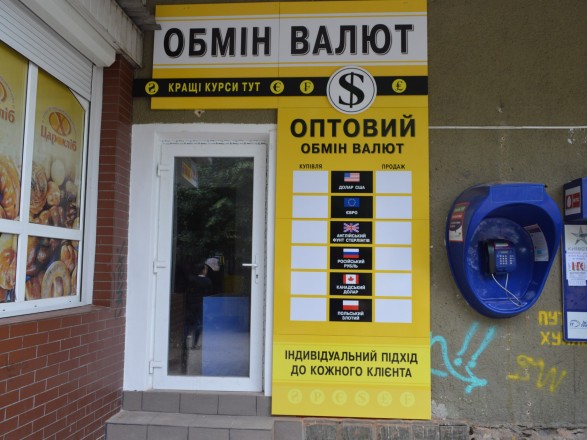 ОБМІН ВАЛЮТ
КРАЩІ КУРСИ ТУТ
ОПТОВИЙ
ОБМІН ВАЛЮТ
КУПІВЛЯ ПРОДАЖ
ДОЛАР США
ЄВРО
АНГЛІЙСЬКИЙ
ФУНТ СТЕРЛІНГІВ
РОСІЙСЬКИЙ
РУБЛЬ
КАНАДСЬКИЙ
ДОЛАР
ПОЛЬСЬКИЙ
ЗЛОТИЙ
ІНДИВІДУАЛЬНИЙ ПІДХІД
ДО КОЖНОГО КЛІЄНТА
Цархліб
SW